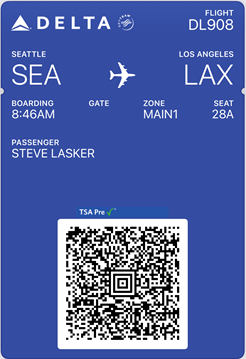 DELTA
FLIGHT
DL908
SEATTLE LOS ANGELES
SEA LAX
BOARDING GATE ZONE SEAT
8:46AM MAIN1 28A
PASSENGER
STEVE LASKER
TSA Pre✓